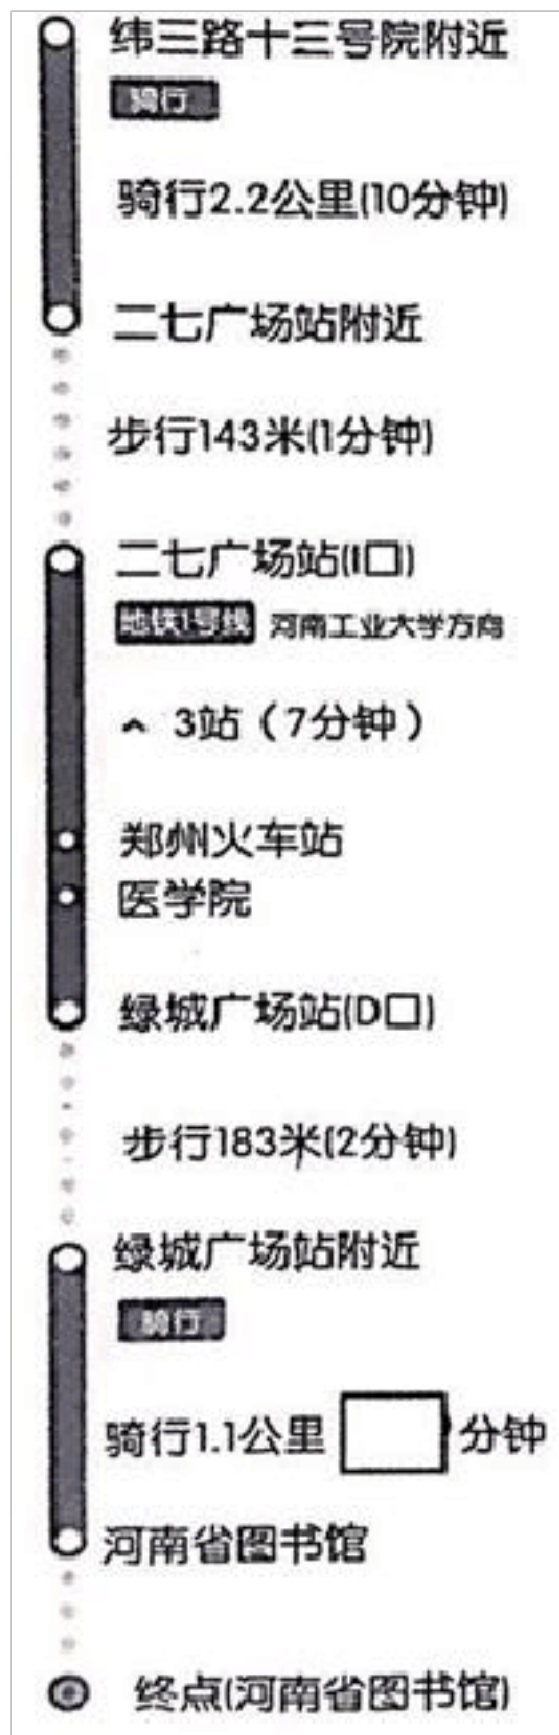 纬三路十三号院附近
骑行
骑行2.2公里(10分钟)
二七广场站附近
步行143米(1分钟)
二七广场站(I口)
地铁1号线 河南工业大学方向
^ 3站(7分钟)
郑州火车站
医学院
绿城广场站(D口)
步行183米(2分钟)
绿城广场站附近
骑行
骑行1.1公里 分钟
河南省图书馆
终点(河南省图书馆)